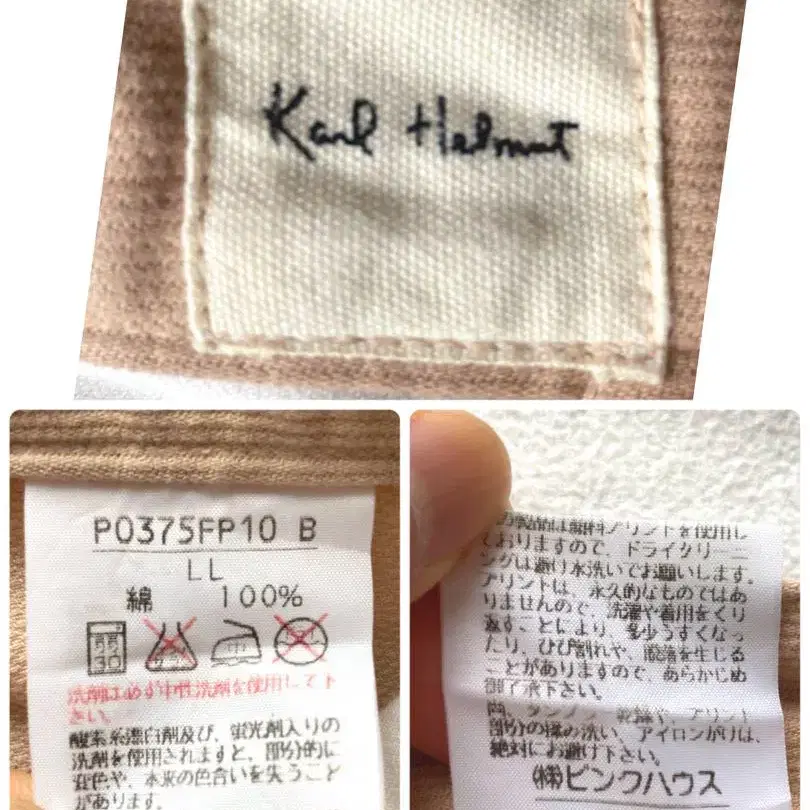 Karl Helmut
P0375FP10 B
LL
綿 100%
弱
30
洗剤は必ず中性洗剤を使用して下
さい。
酸素系漂白剤及び、蛍光剤入りの
洗剤を使用されますと、部分的に
変色や、本来の色合いを失うこと
があります。
の製品は顔料プリントを使用し
ておりますので、ドライクリーニ
ングは避け水洗いでお願いします。
プリントは、永久的なものではあ
りませんので、洗濯や着用をくり
返すことにより、多少うすくなっ
たり、ひび割れや、脱落を生じる
ことがありますので、あらかじめ
御了承下さい。
尚、タンブラー乾燥や、プリント
部分の揉み洗い、アイロンがけは、
絶対にお避け下さい。
㈱ピンクハウス